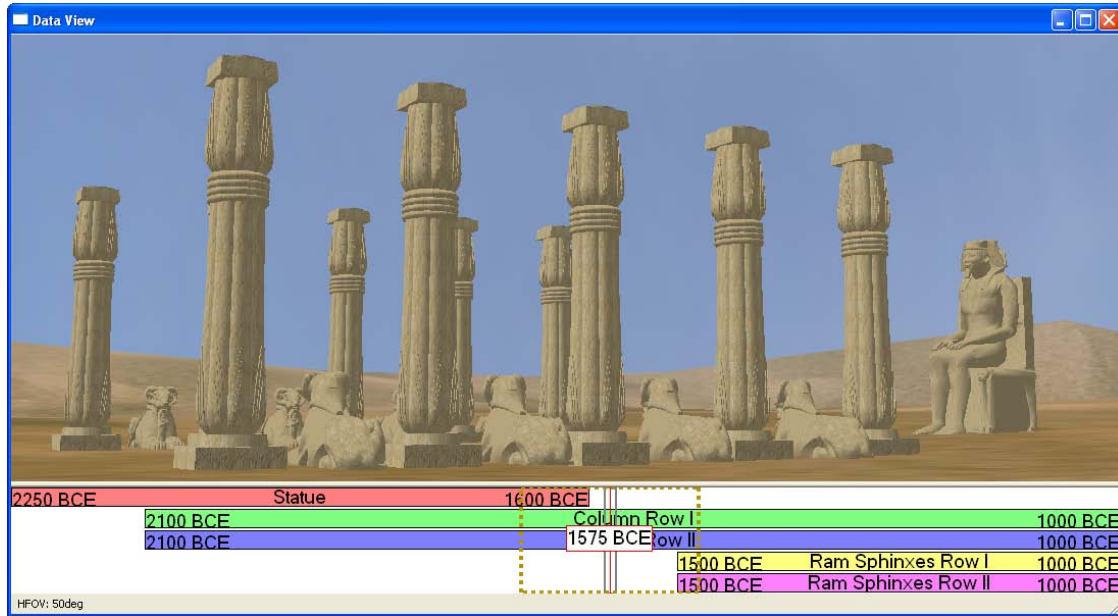 Data View
2250 BCE Statue 1600 BCE
2100 BCE Column Row I 1000 BCE
1575 BCE
2100 BCE Row II 1000 BCE
1500 BCE Ram Sphinxes Row I 1000 BCE
1500 BCE Ram Sphinxes Row II 1000 BCE
HFOV: 50deg